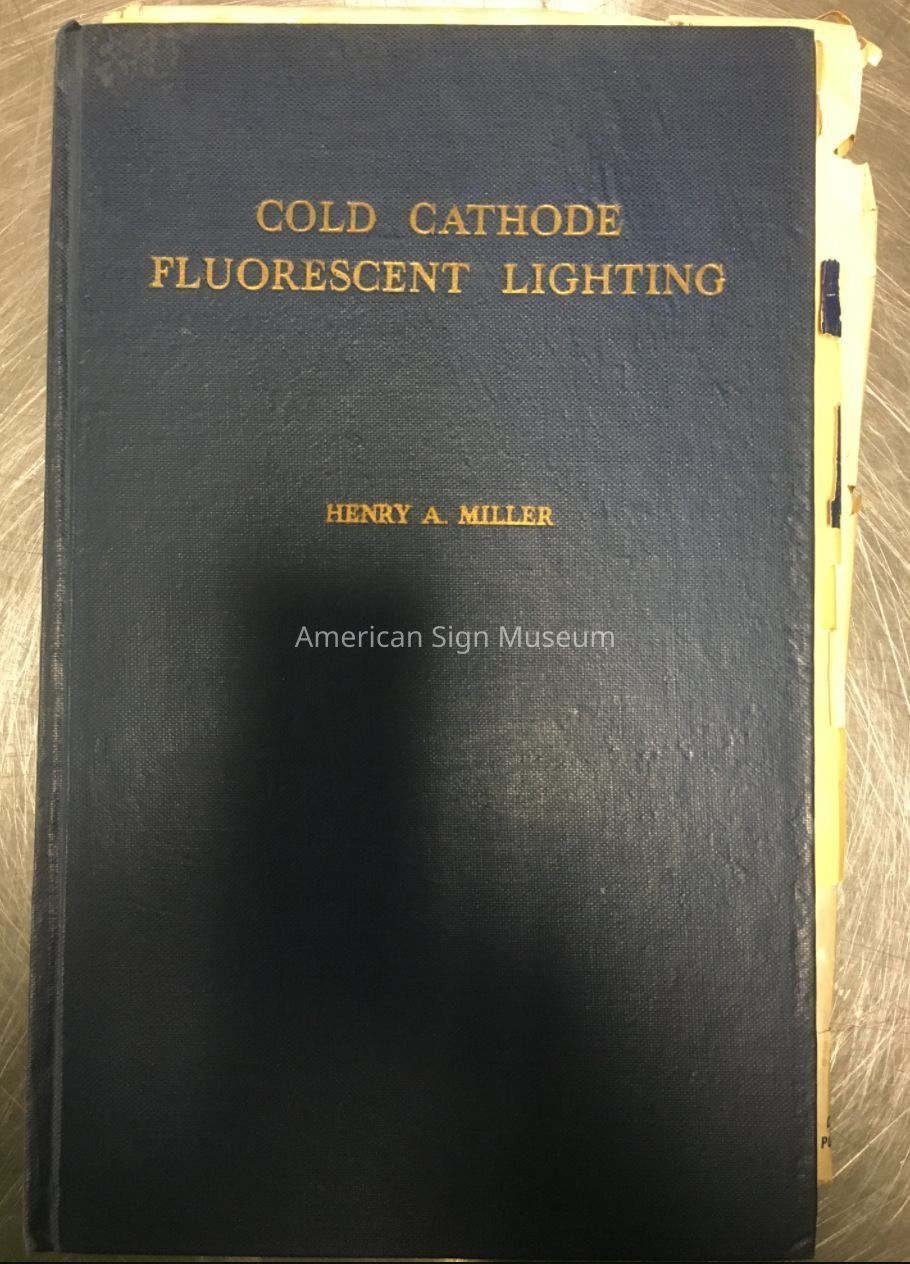 COLD CATHODE
FLUORESCENT LIGHTING
HENRY A. MILLER
American Sign Museum